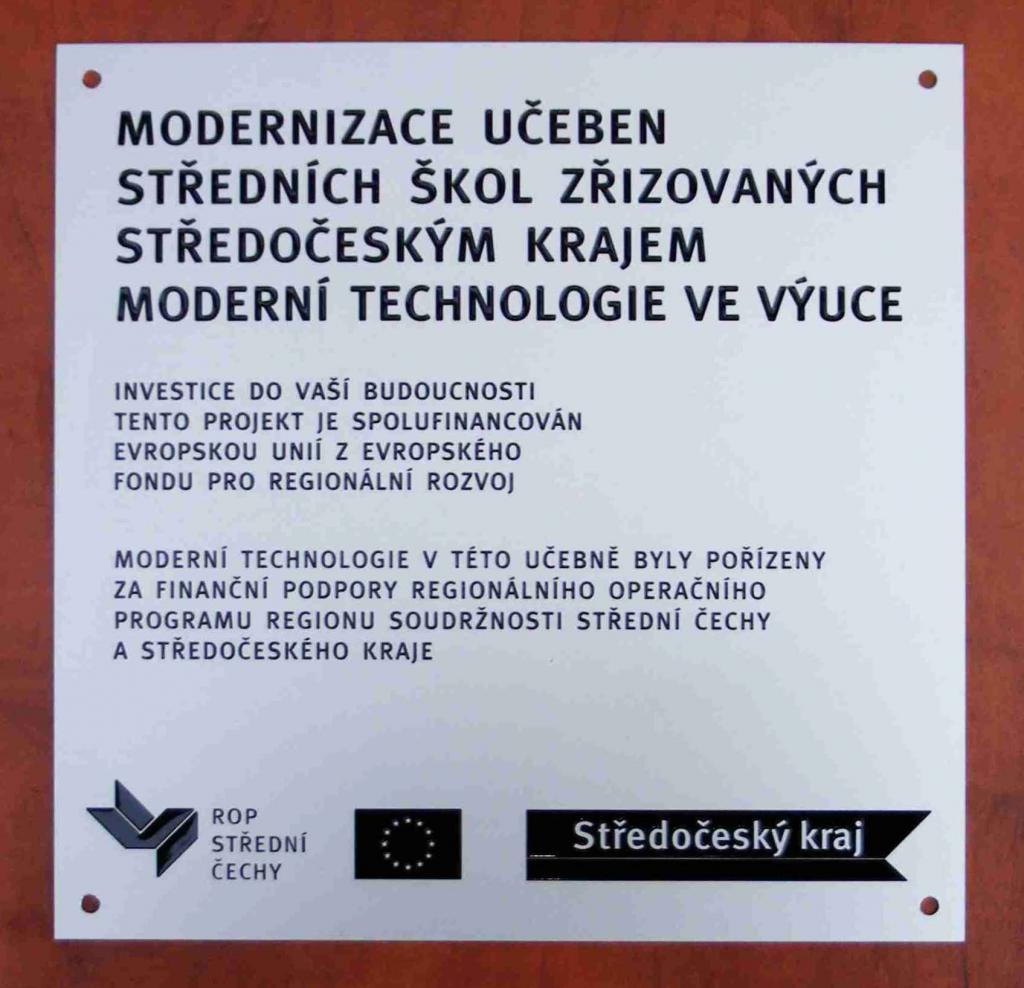 MODERNIZACE UČEBEN
STŘEDNÍCH ŠKOL ZŘIZOVANÝCH
STŘEDOČESKÝM KRAJEM
MODERNÍ TECHNOLOGIE VE VÝUCE
INVESTICE DO VAŠÍ BUDOUCNOSTI
TENTO PROJEKT JE SPOLUFINANCOVÁN
EVROPSKOU UNIÍ Z EVROPSKÉHO
FONDU PRO REGIONÁLNÍ ROZVOJ
MODERNÍ TECHNOLOGIE V TÉTO UČEBNĚ BYLY POŘÍZENY
ZA FINANČNÍ PODPORY REGIONÁLNÍHO OPERAČNÍHO
PROGRAMU REGIONU SOUDRŽNOSTI STŘEDNÍ ČECHY
A STŘEDOČESKÉHO KRAJE
ROP
STŘEDNÍ
ČECHY
Středočeský kraj